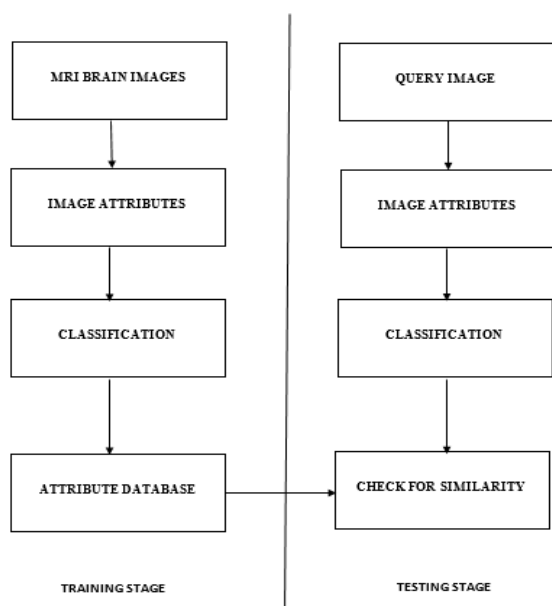 MRI BRAIN IMAGES
IMAGE ATTRIBUTES
CLASSIFICATION
ATTRIBUTE DATABASE
TRAINING STAGE
QUERY IMAGE
IMAGE ATTRIBUTES
CLASSIFICATION
CHECK FOR SIMILARITY
TESTING STAGE